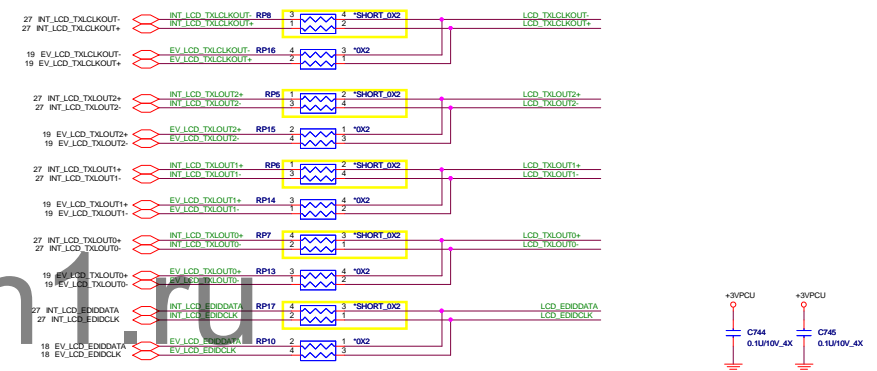 27 INT_LCD_TXLCLKOUT- INT_LCD_TXLCLKOUT- RP8 3 4 *SHORT_0X2 LCD_TXLCLKOUT-
27 INT_LCD_TXLCLKOUT+ INT_LCD_TXLCLKOUT+ 1 2 LCD_TXLCLKOUT+
19 EV_LCD_TXLCLKOUT- EV_LCD_TXLCLKOUT- RP16 4 3 *0X2
19 EV_LCD_TXLCLKOUT+ EV_LCD_TXLCLKOUT+ 2 1
27 INT_LCD_TXLOUT2+ INT_LCD_TXLOUT2+ RP5 1 2 *SHORT_0X2 LCD_TXLOUT2+
27 INT_LCD_TXLOUT2- INT_LCD_TXLOUT2- 3 4 LCD_TXLOUT2-
19 EV_LCD_TXLOUT2+ EV_LCD_TXLOUT2+ RP15 2 1 *0X2
19 EV_LCD_TXLOUT2- EV_LCD_TXLOUT2- 4 3
27 INT_LCD_TXLOUT1+ INT_LCD_TXLOUT1+ RP6 1 2 *SHORT_0X2 LCD_TXLOUT1+
27 INT_LCD_TXLOUT1- INT_LCD_TXLOUT1- 3 4 LCD_TXLOUT1-
19 EV_LCD_TXLOUT1+ EV_LCD_TXLOUT1+ RP14 3 4 *0X2
19 EV_LCD_TXLOUT1- EV_LCD_TXLOUT1- 1 2
27 INT_LCD_TXLOUT0+ INT_LCD_TXLOUT0+ RP7 4 3 *SHORT_0X2 LCD_TXLOUT0+
27 INT_LCD_TXLOUT0- INT_LCD_TXLOUT0- 2 1 LCD_TXLOUT0-
19 EV_LCD_TXLOUT0+ EV_LCD_TXLOUT0+ RP13 3 4 *0X2
19 EV_LCD_TXLOUT0- EV_LCD_TXLOUT0- 1 2
27 INT_LCD_EDIDDATA INT_LCD_EDIDDATA RP17 4 3 *SHORT_0X2 LCD_EDIDDATA
27 INT_LCD_EDIDCLK INT_LCD_EDIDCLK 2 1 LCD_EDIDCLK
18 EV_LCD_EDIDDATA EV_LCD_EDIDDATA RP10 2 1 *0X2
18 EV_LCD_EDIDCLK EV_LCD_EDIDCLK 4 3
+3VPCU +3VPCU
C744 C745
0.1U/10V_4X 0.1U/10V_4X
n1.ru